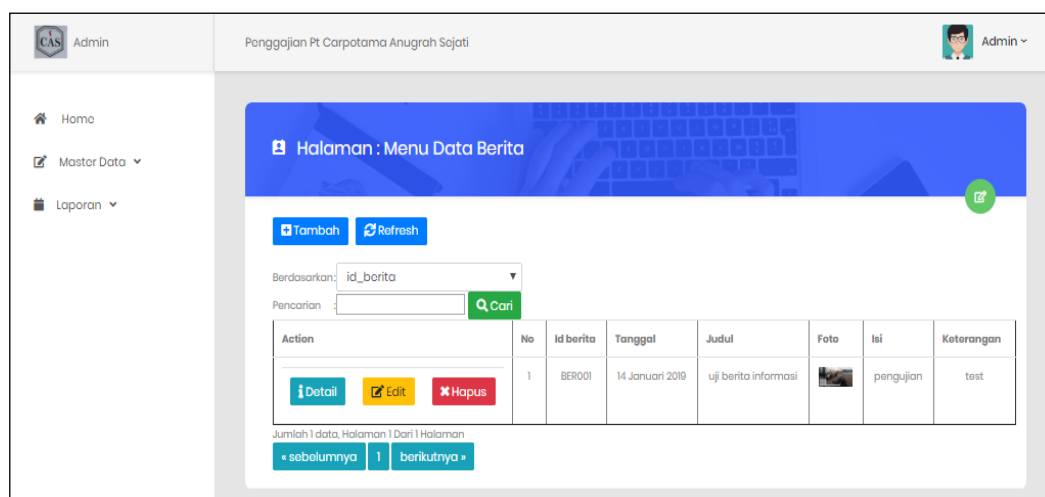 CAS Admin
Penggajian Pt Carpotama Anugrah Sejati
Admin
Home
Master Data
Laporan
Halaman : Menu Data Berita
Tambah Refresh
Berdasarkan: id_berita
Pencarian : Cari
Action No Id berita Tanggal Judul Foto Isi Keterangan
Detail Edit Hapus 1 BER001 14 Januari 2019 uji berita informasi pengujian test
Jumlah 1 data, Halaman 1 Dari 1 Halaman
« sebelumnya 1 berikutnya »